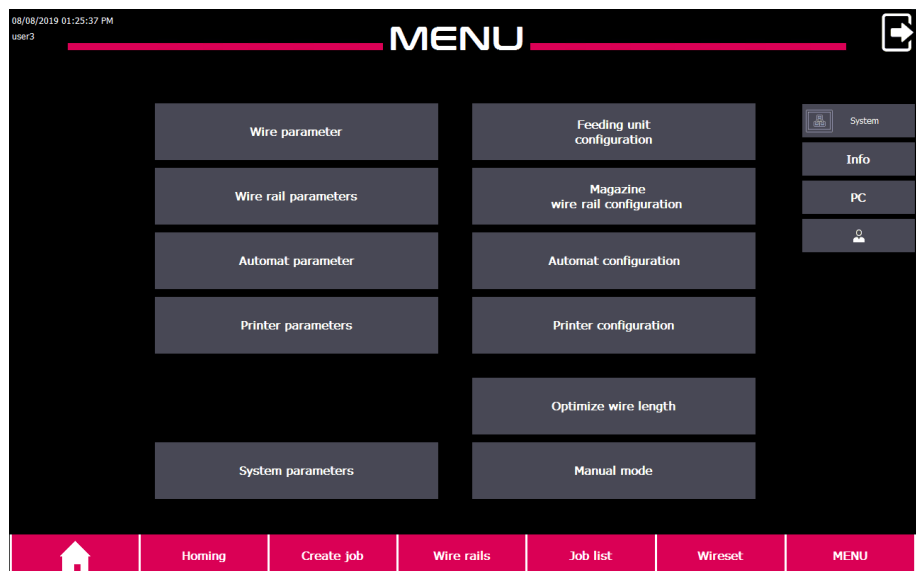 08/08/2019 01:25:37 PM
user3
MENU
Wire parameter
Feeding unit
configuration
System
Info
Wire rail parameters
Magazine
wire rail configuration
PC
Automat parameter
Automat configuration
Printer parameters
Printer configuration
Optimize wire length
System parameters
Manual mode
Homing
Create job
Wire rails
Job list
Wireset
MENU